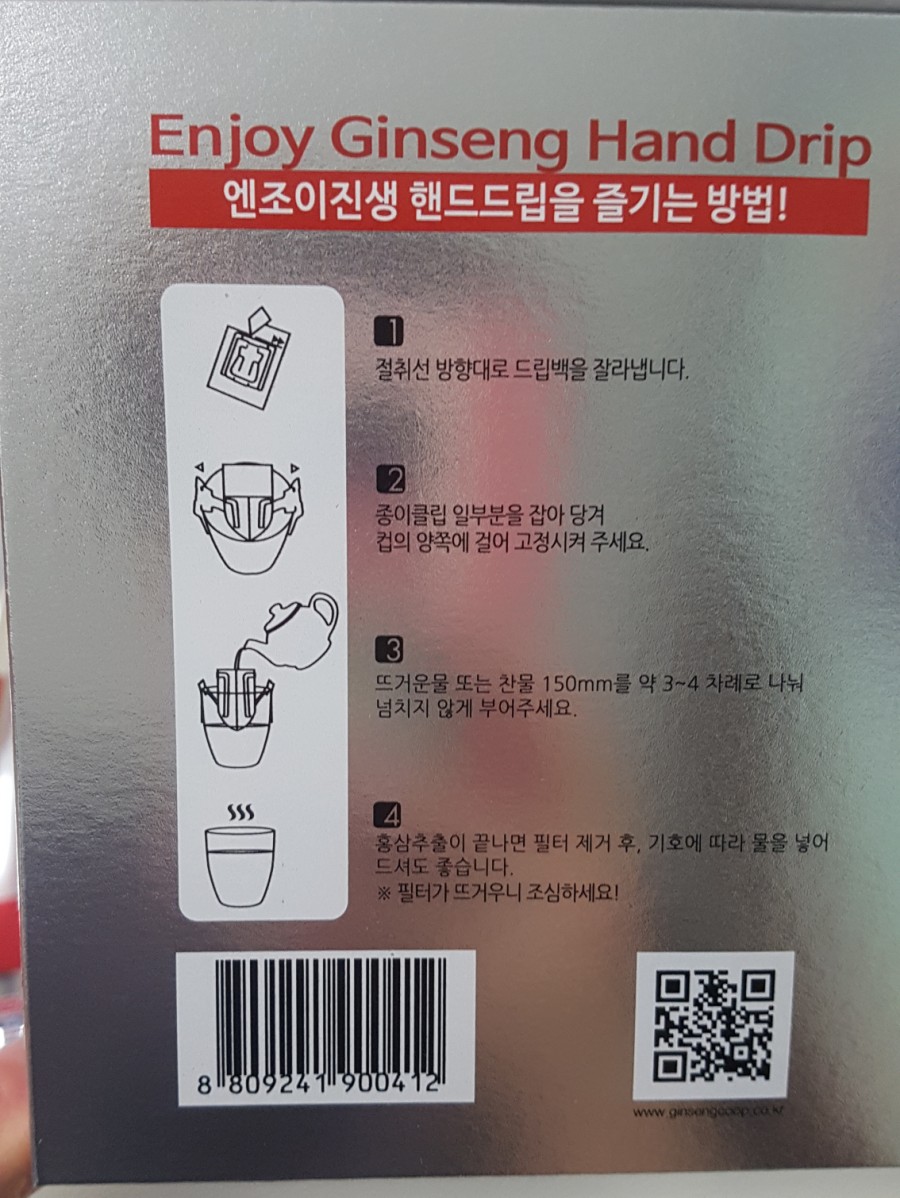 Enjoy Ginseng Hand Drip
엔조이진생 핸드드립을 즐기는 방법!
1
절취선 방향대로 드립백을 잘라냅니다.
2
종이클립 일부분을 잡아 당겨
컵의 양쪽에 걸어 고정시켜 주세요.
3
뜨거운물 또는 찬물 150mm를 약 3~4 차례로 나눠
넘치지 않게 부어주세요.
4
홍삼추출이 끝나면 필터 제거 후, 기호에 따라 물을 넣어
드셔도 좋습니다.
※ 필터가 뜨거우니 조심하세요!
8 809241 900412
www.ginsengcoop.co.kr